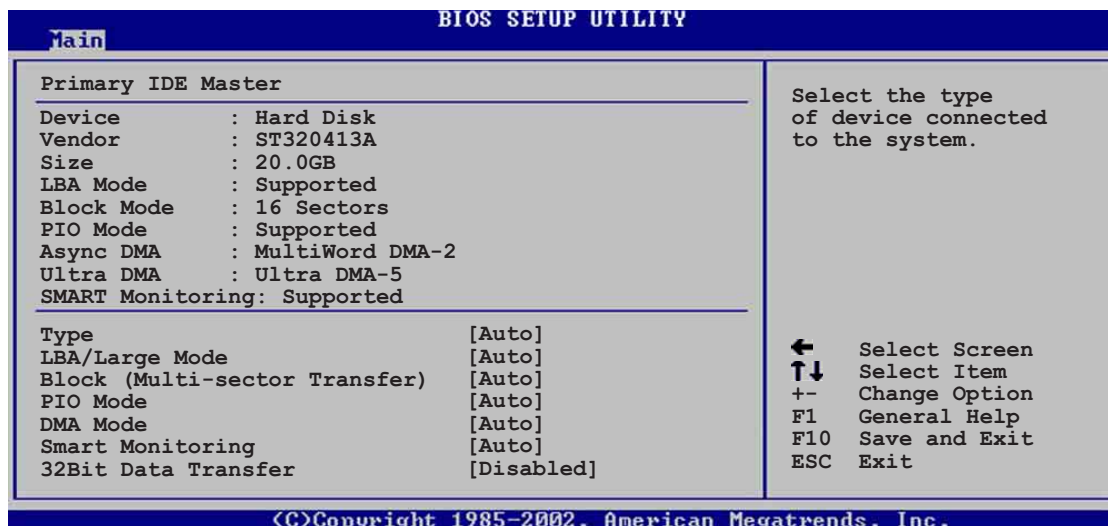 BIOS SETUP UTILITY
Main
Primary IDE Master
Device : Hard Disk
Vendor : ST320413A
Size : 20.0GB
LBA Mode : Supported
Block Mode : 16 Sectors
PIO Mode : Supported
Async DMA : MultiWord DMA-2
Ultra DMA : Ultra DMA-5
SMART Monitoring: Supported
Type [Auto]
LBA/Large Mode [Auto]
Block (Multi-sector Transfer) [Auto]
PIO Mode [Auto]
DMA Mode [Auto]
Smart Monitoring [Auto]
32Bit Data Transfer [Disabled]
Select the type
of device connected
to the system.
← Select Screen
↑↓ Select Item
+- Change Option
F1 General Help
F10 Save and Exit
ESC Exit
(C)Copyright 1985-2002, American Megatrends, Inc.